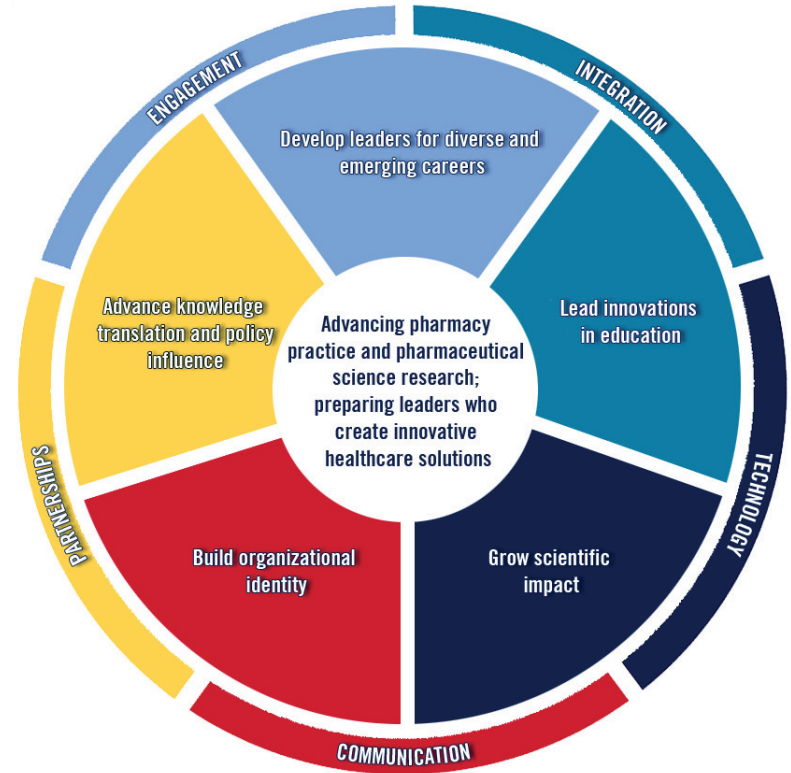 ENGAGEMENT
INTEGRATION
Develop leaders for diverse and
emerging careers
Advance knowledge
translation and policy
influence
Advancing pharmacy
practice and pharmaceutical
science research;
preparing leaders who
create innovative
healthcare solutions
Lead innovations
in education
PARTNERSHIPS
TECHNOLOGY
Build organizational
identity
Grow scientific
impact
COMMUNICATION